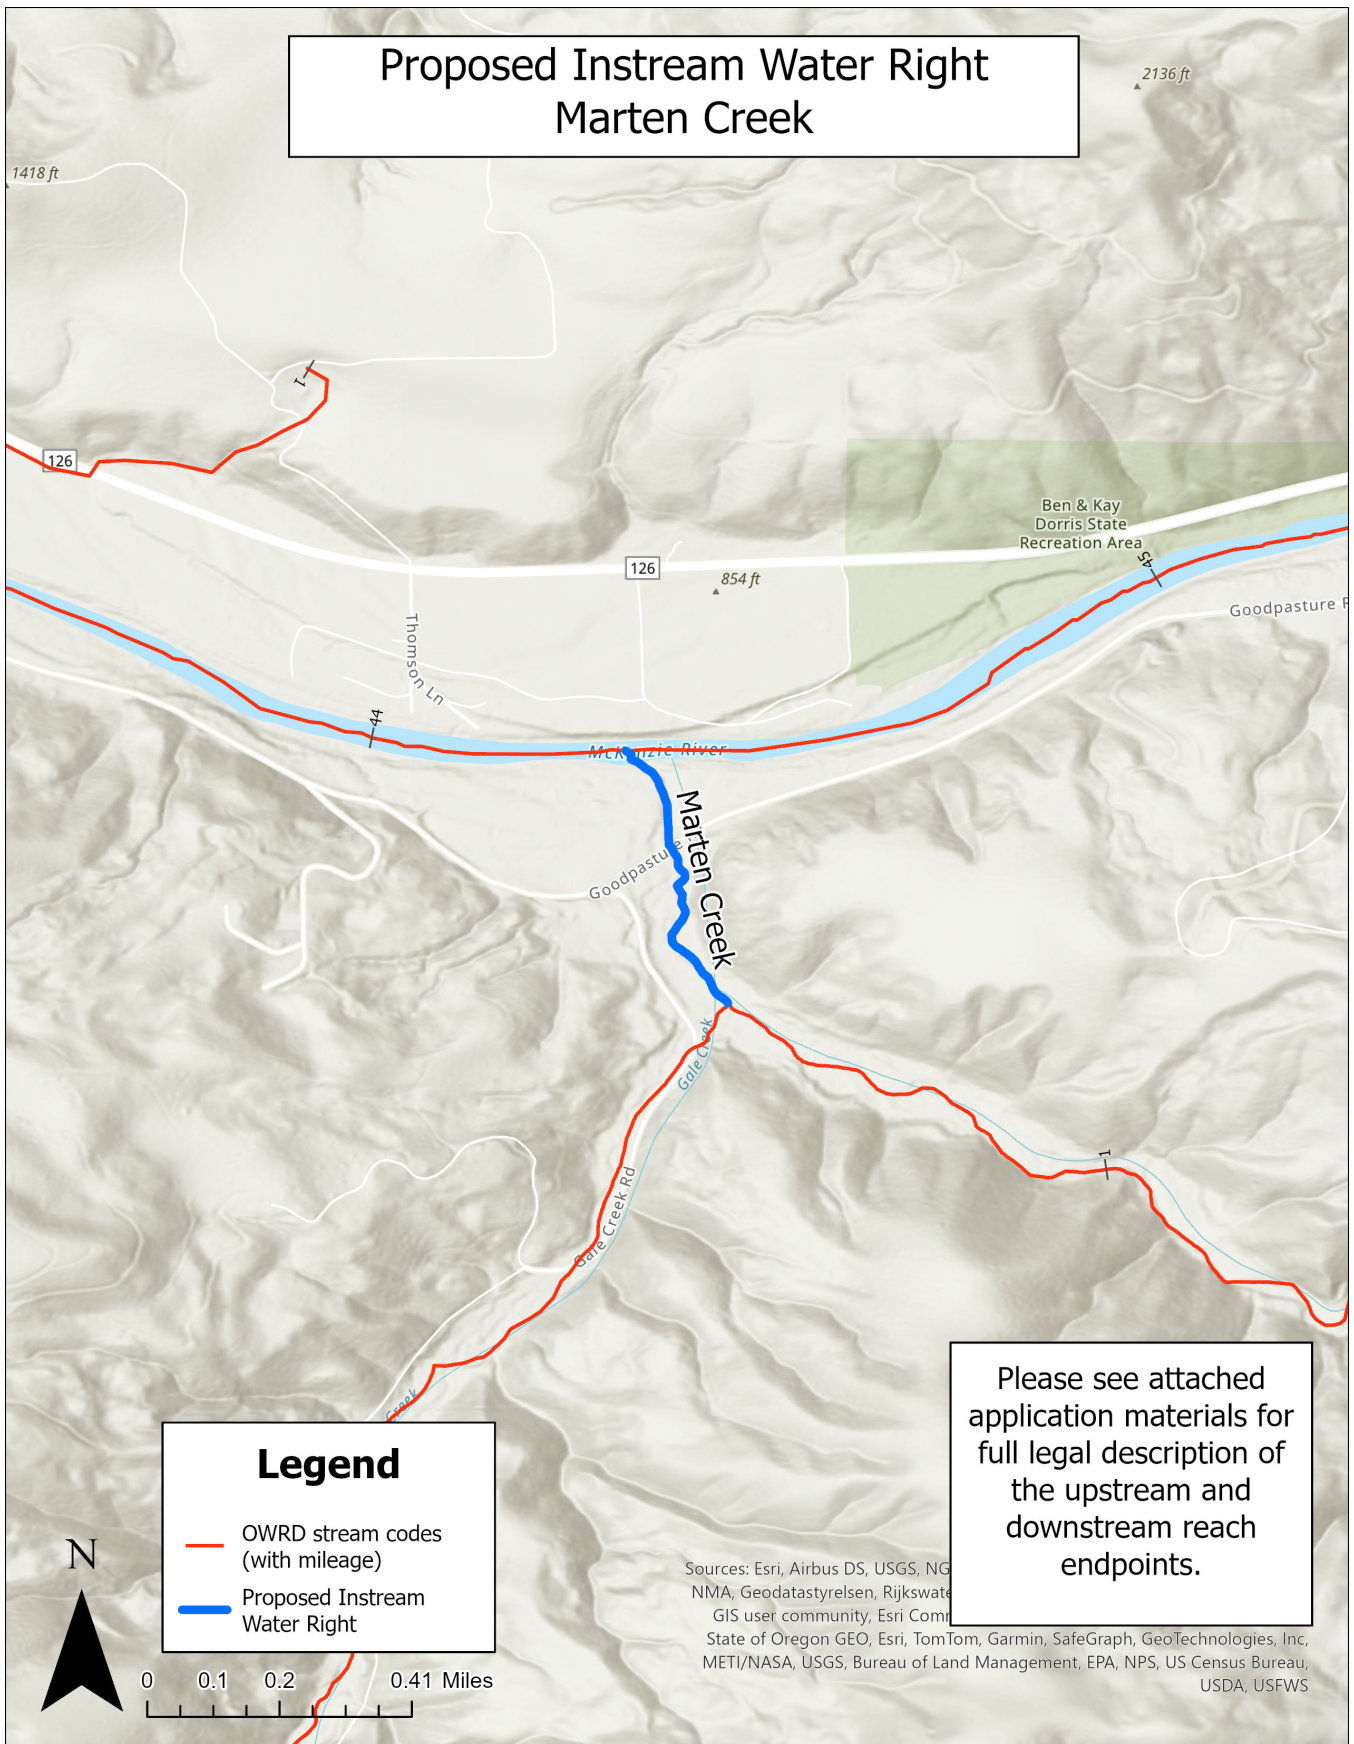 Proposed Instream Water Right
Marten Creek
2136 ft
1418 ft
1
126
Ben & Kay
Dorris State
Recreation Area
45
126
854 ft
Goodpasture R
Thomson Ln
44
McKenzie River
Marten Creek
Goodpasture
Gale Creek
1
Gale Creek Rd
Creek
Please see attached
application materials for
full legal description of
the upstream and
downstream reach
endpoints.
Legend
OWRD stream codes
(with mileage)
Proposed Instream
Water Right
N
0 0.1 0.2 0.41 Miles
Sources: Esri, Airbus DS, USGS, NG
NMA, Geodatastyrelsen, Rijkswate
GIS user community, Esri Com
State of Oregon GEO, Esri, TomTom, Garmin, SafeGraph, GeoTechnologies, Inc,
METI/NASA, USGS, Bureau of Land Management, EPA, NPS, US Census Bureau,
USDA, USFWS